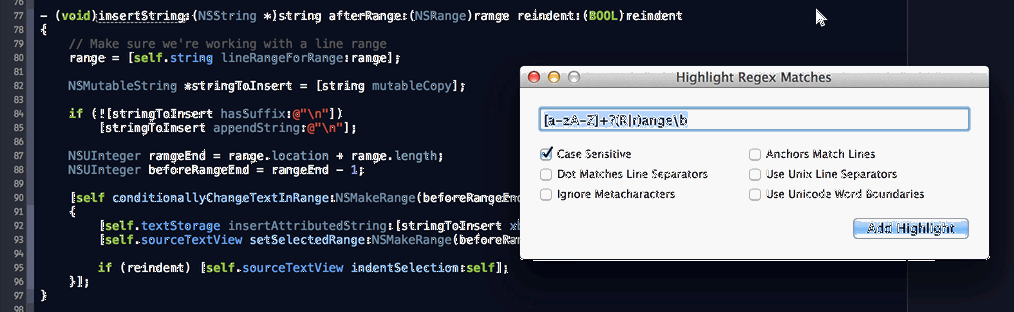 76
77 - (void)insertString:(NSString *)string afterRange:(NSRange)range reindent:(BOOL)reindent
78 {
79 // Make sure we're working with a line range
80 range = [self.string lineRangeForRange:range];
81
82 NSMutableString *stringToInsert = [string mutableCopy];
83
84 if (![stringToInsert hasSuffix:@"\n"])
85 [stringToInsert appendString:@"\n"];
86
87 NSUInteger rangeEnd = range.location + range.length;
88 NSUInteger beforeRangeEnd = rangeEnd - 1;
89
90 [self conditionallyChangeTextInRange:NSMakeRange(beforeRangeEnd
91 {
92 [self.textStorage insertAttributedString:[stringToInsert xb
93 [self.sourceTextView setSelectedRange:NSMakeRange(beforeRan
94
95 if (reindent) [self.sourceTextView indentSelection:self];
96 }];
97 }
98
Highlight Regex Matches
[a-zA-Z]+?(R|r)ange\b
Case Sensitive
Anchors Match Lines
Dot Matches Line Separators
Use Unix Line Separators
Ignore Metacharacters
Use Unicode Word Boundaries
Add Highlight